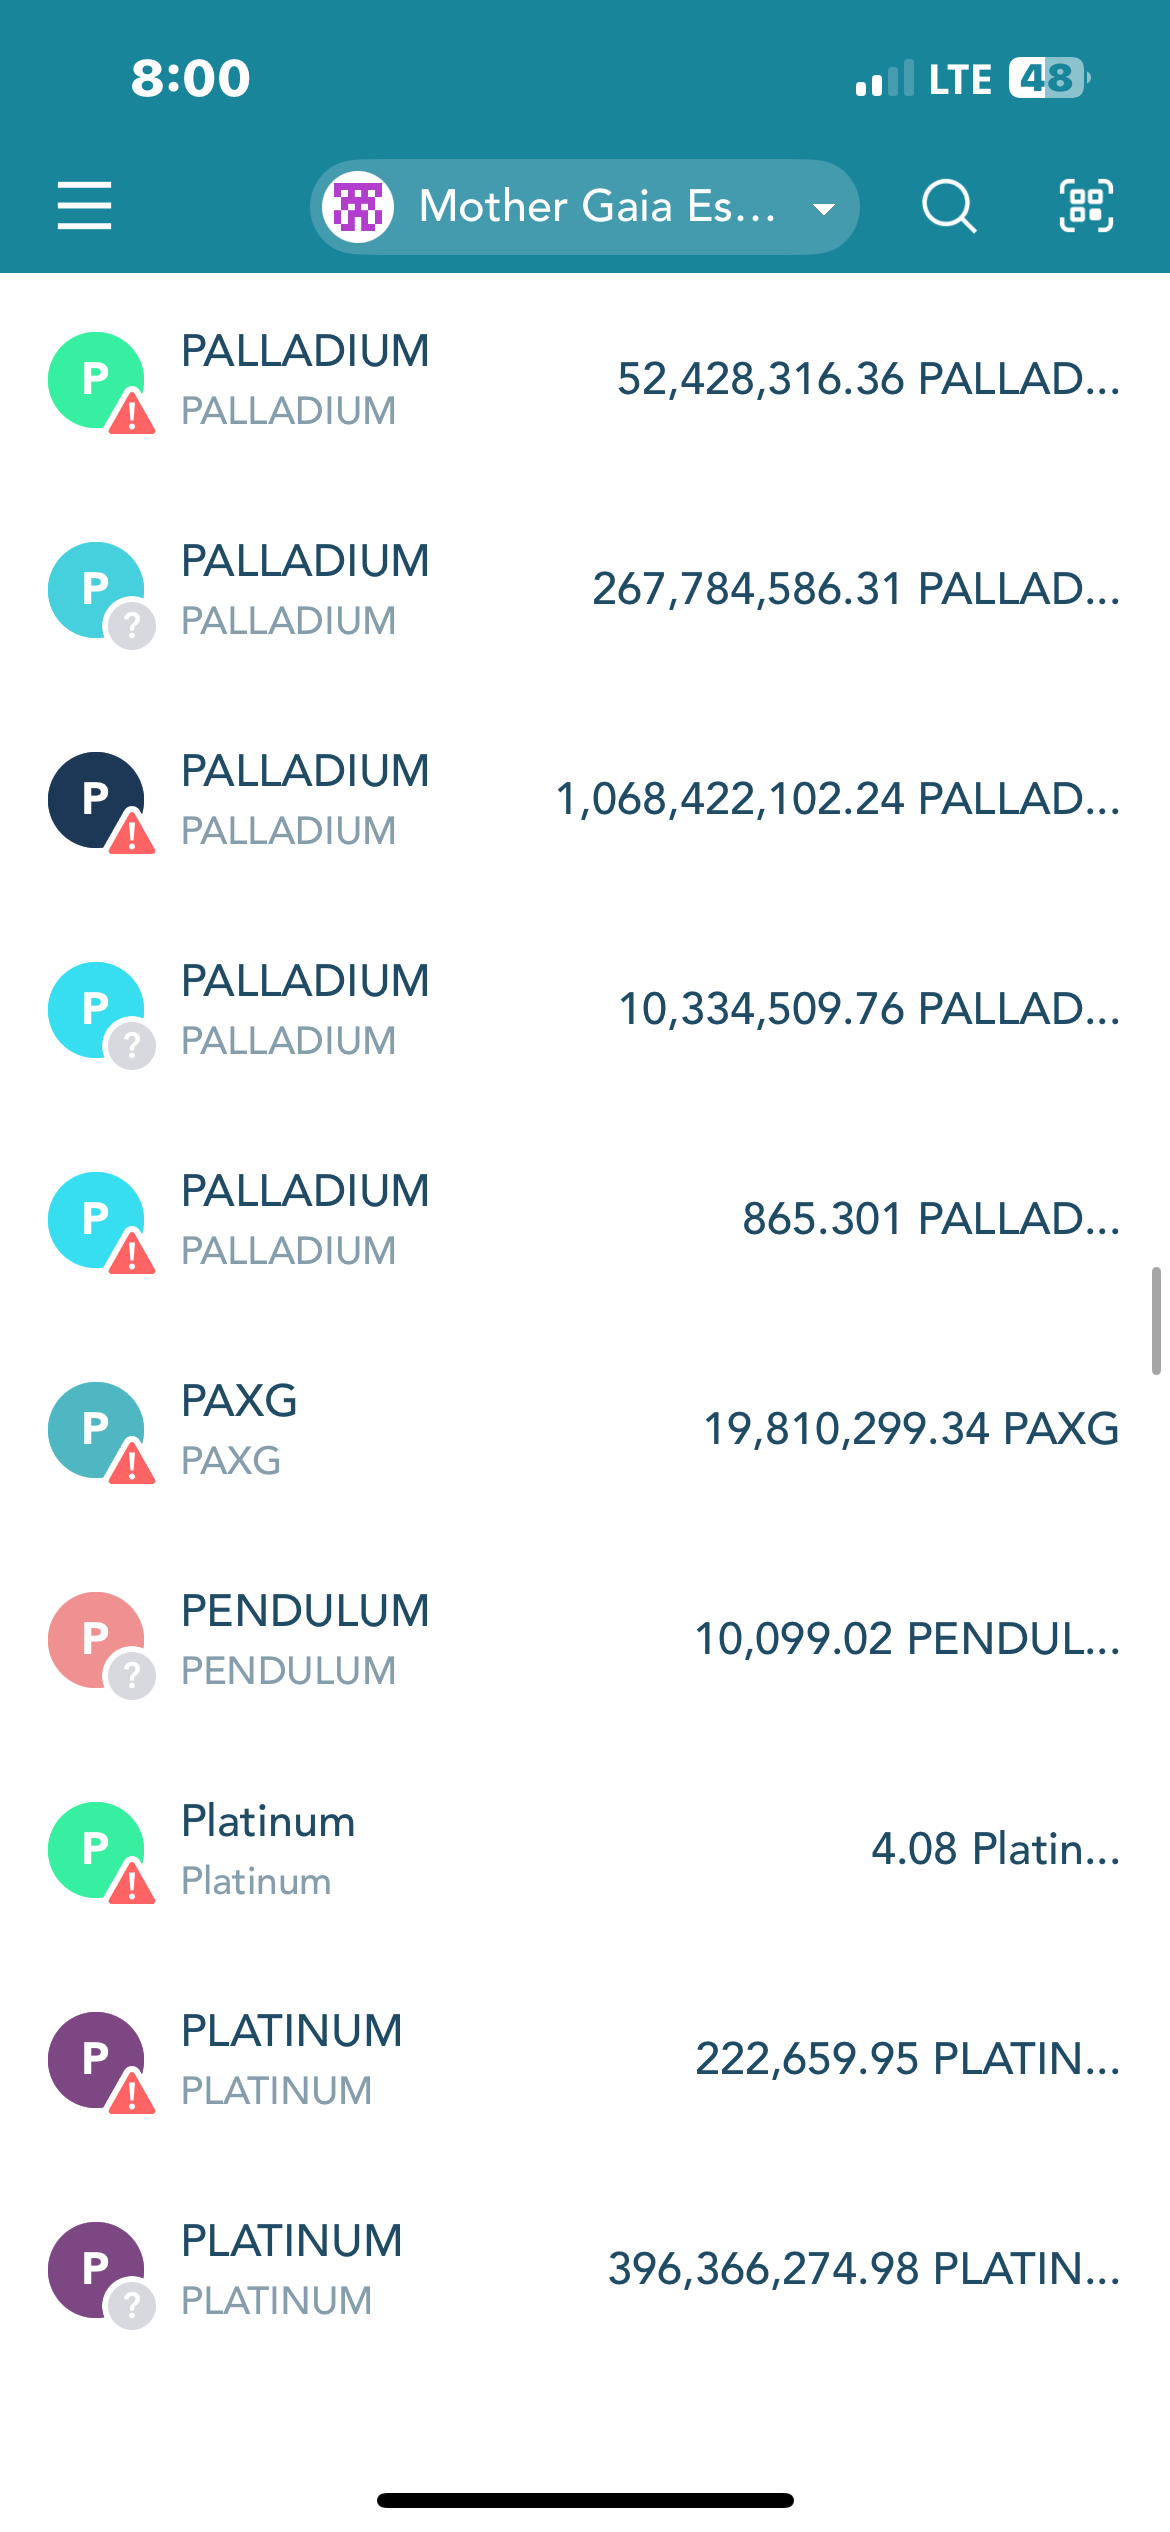 8:00 LTE 48
Mother Gaia Es...
P PALLADIUM
PALLADIUM
52,428,316.36 PALLAD...
P PALLADIUM
PALLADIUM
267,784,586.31 PALLAD...
P PALLADIUM
PALLADIUM
1,068,422,102.24 PALLAD...
P PALLADIUM
PALLADIUM
10,334,509.76 PALLAD...
P PALLADIUM
PALLADIUM
865.301 PALLAD...
P PAXG
PAXG
19,810,299.34 PAXG
P PENDULUM
PENDULUM
10,099.02 PENDUL...
P Platinum
Platinum
4.08 Platin...
P PLATINUM
PLATINUM
222,659.95 PLATIN...
P PLATINUM
PLATINUM
396,366,274.98 PLATIN...